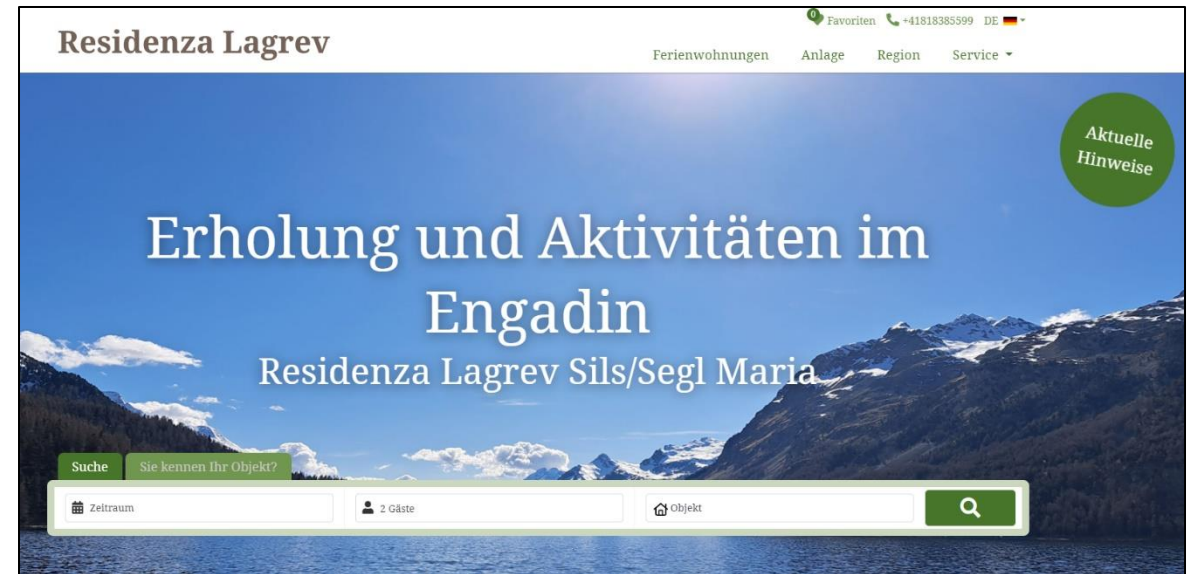 0 Favoriten +41818385599 DE
Residenza Lagrev
Ferienwohnungen Anlage Region Service
Aktuelle
Hinweise
Erholung und Aktivitäten im
Engadin
Residenza Lagrev Sils/Segl Maria
Suche Sie kennen Ihr Objekt?
Zeitraum 2 Gäste Objekt